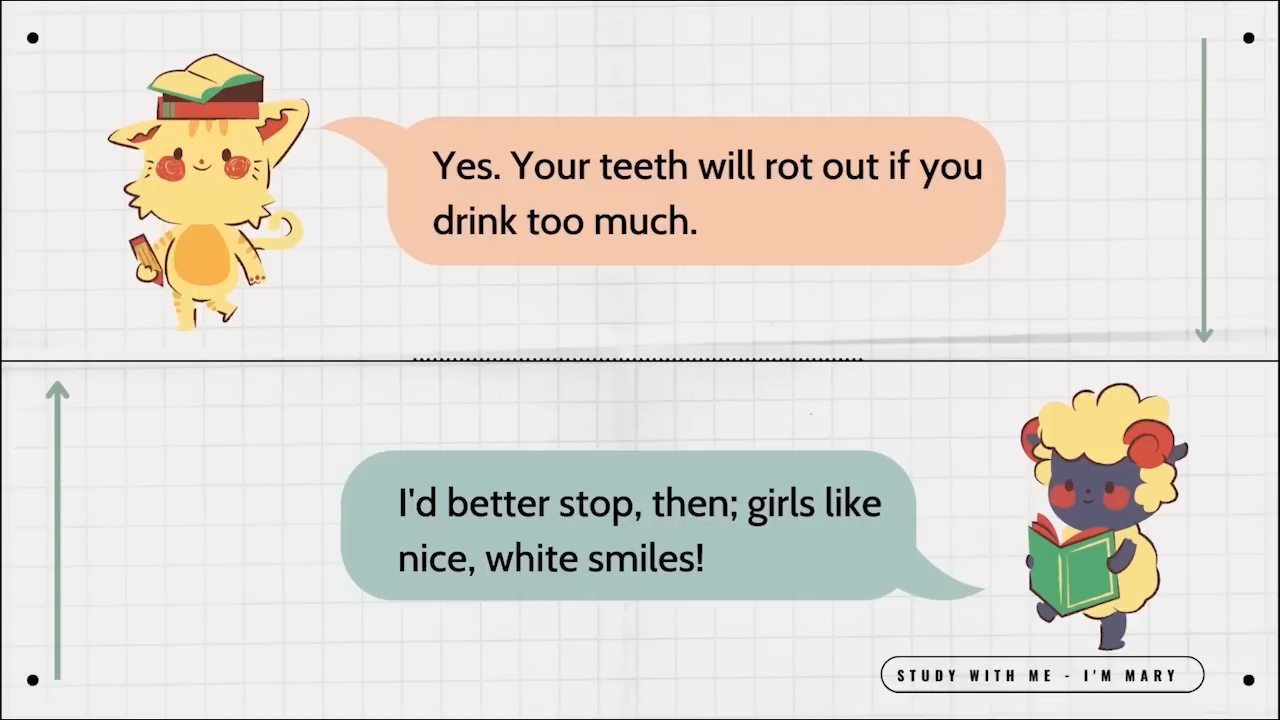 Yes. Your teeth will rot out if you
drink too much.
I'd better stop, then; girls like
nice, white smiles!
STUDY WITH ME - I'M MARY